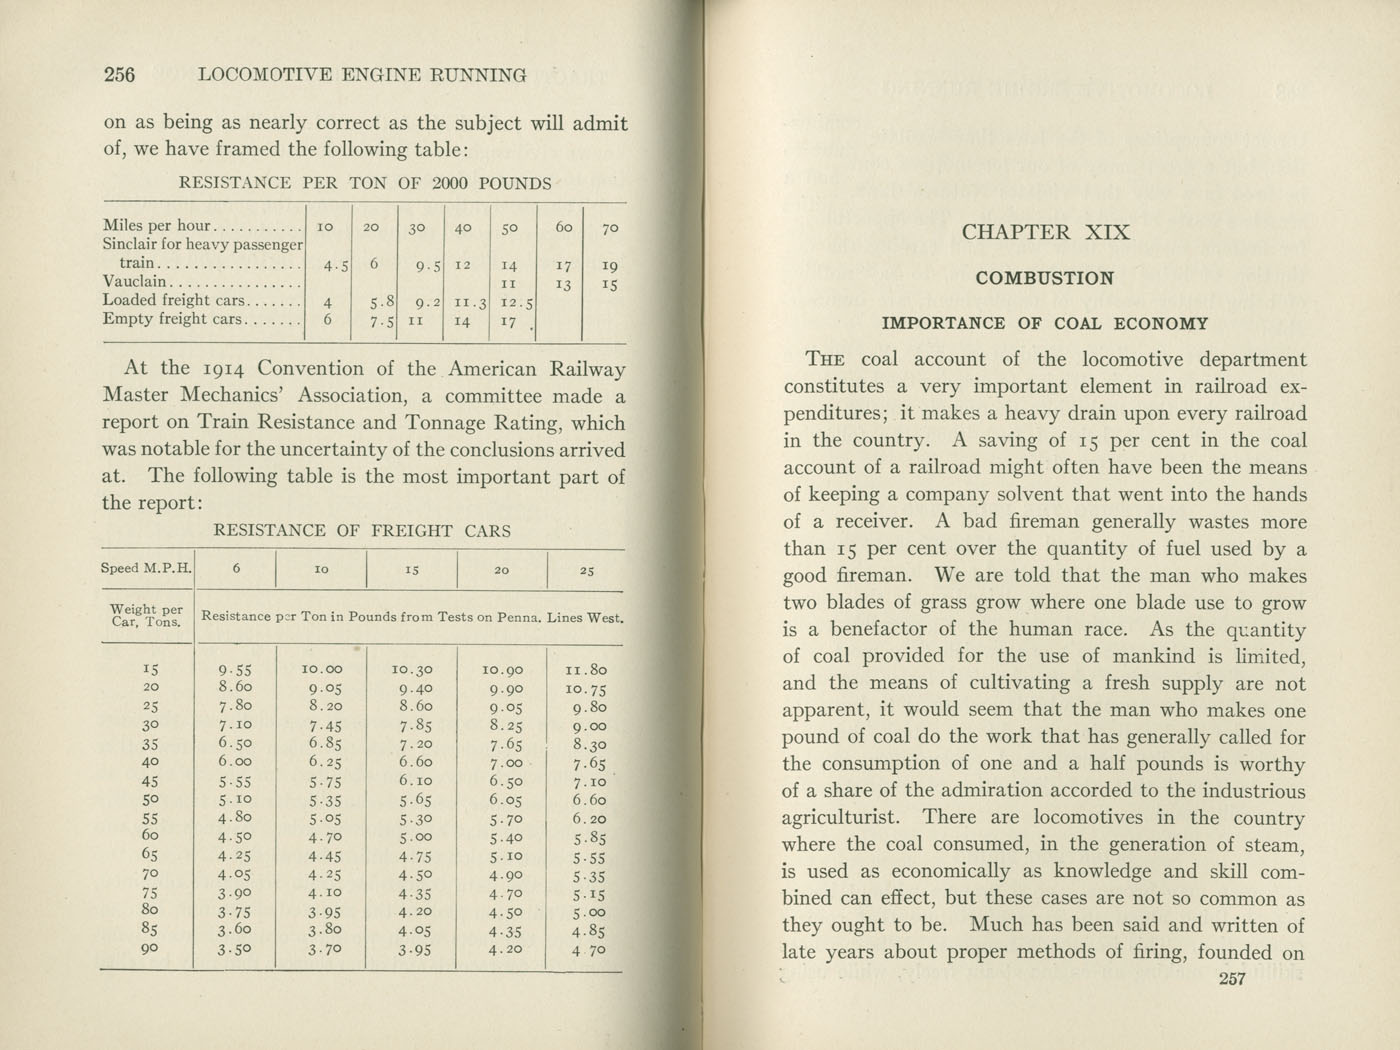 256 LOCOMOTIVE ENGINE RUNNING
on as being as nearly correct as the subject will admit
of, we have framed the following table:
RESISTANCE PER TON OF 2000 POUNDS
Miles per hour........... 10 20 30 40 50 60 70
Sinclair for heavy passenger
train................ 4.5 6 9.5 12 14 17 19
Vauclain............... 11 13 15
Loaded freight cars....... 4 5.8 9.2 11.3 12.5
Empty freight cars....... 6 7.5 11 14 17
At the 1914 Convention of the American Railway
Master Mechanics' Association, a committee made a
report on Train Resistance and Tonnage Rating, which
was notable for the uncertainty of the conclusions arrived
at. The following table is the most important part of
the report:
RESISTANCE OF FREIGHT CARS
Speed M.P.H. 6 10 15 20 25
Weight per
Car, Tons.
Resistance per Ton in Pounds from Tests on Penna. Lines West.
15 9.55 10.00 10.30 10.90 11.80
20 8.60 9.05 9.40 9.90 10.75
25 7.80 8.20 8.60 9.05 9.80
30 7.10 7.45 7.85 8.25 9.00
35 6.50 6.85 7.20 7.65 8.30
40 6.00 6.25 6.60 7.00 7.65
45 5.55 5.75 6.10 6.50 7.10
50 5.10 5.35 5.65 6.05 6.60
55 4.80 5.05 5.30 5.70 6.20
60 4.50 4.70 5.00 5.40 5.85
65 4.25 4.45 4.75 5.10 5.55
70 4.05 4.25 4.50 4.90 5.35
75 3.90 4.10 4.35 4.70 5.15
80 3.75 3.95 4.20 4.50 5.00
85 3.60 3.80 4.05 4.35 4.85
90 3.50 3.70 3.95 4.20 4 70
CHAPTER XIX
COMBUSTION
IMPORTANCE OF COAL ECONOMY
THE coal account of the locomotive department
constitutes a very important element in railroad ex-
penditures; it makes a heavy drain upon every railroad
in the country. A saving of 15 per cent in the coal
account of a railroad might often have been the means
of keeping a company solvent that went into the hands
of a receiver. A bad fireman generally wastes more
than 15 per cent over the quantity of fuel used by a
good fireman. We are told that the man who makes
two blades of grass grow where one blade use to grow
is a benefactor of the human race. As the quantity
of coal provided for the use of mankind is limited,
and the means of cultivating a fresh supply are not
apparent, it would seem that the man who makes one
pound of coal do the work that has generally called for
the consumption of one and a half pounds is worthy
of a share of the admiration accorded to the industrious
agriculturist. There are locomotives in the country
where the coal consumed, in the generation of steam,
is used as economically as knowledge and skill com-
bined can effect, but these cases are not so common as
they ought to be. Much has been said and written of
late years about proper methods of firing, founded on
257